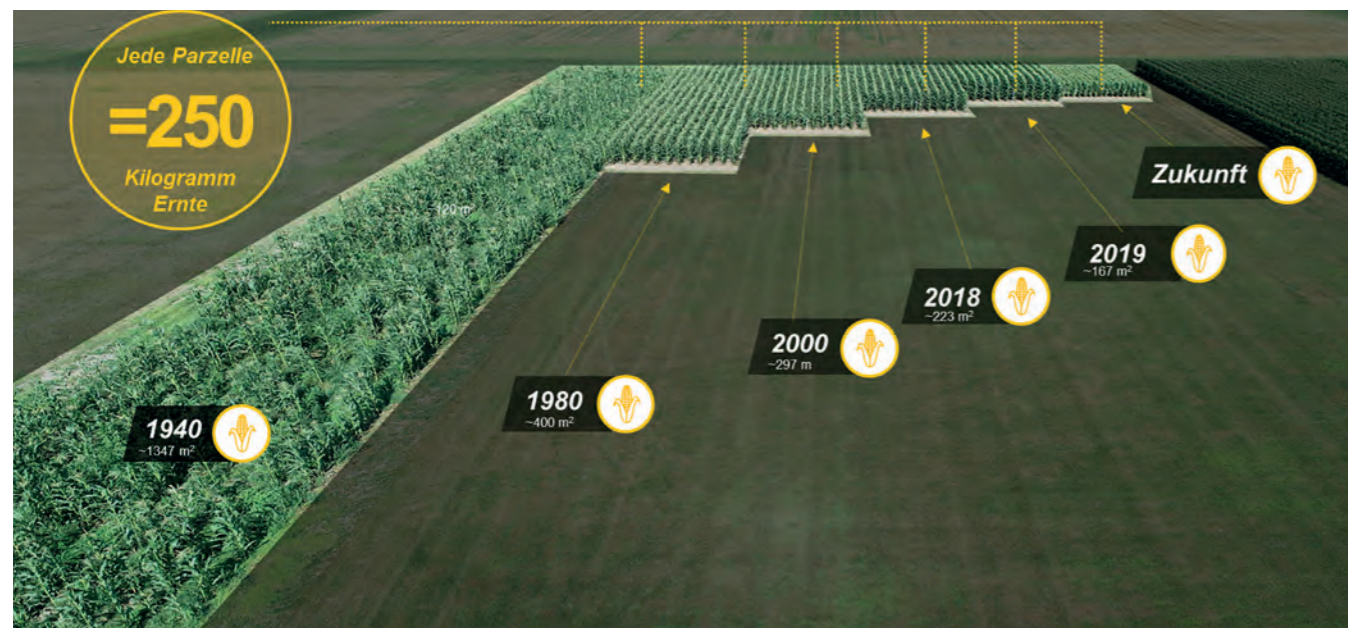 Jede Parzelle
=250
Kilogramm
Ernte
~120 m²
1940
~1347 m²
1980
~400 m²
2000
~297 m
2018
~223 m²
2019
~167 m²
Zukunft